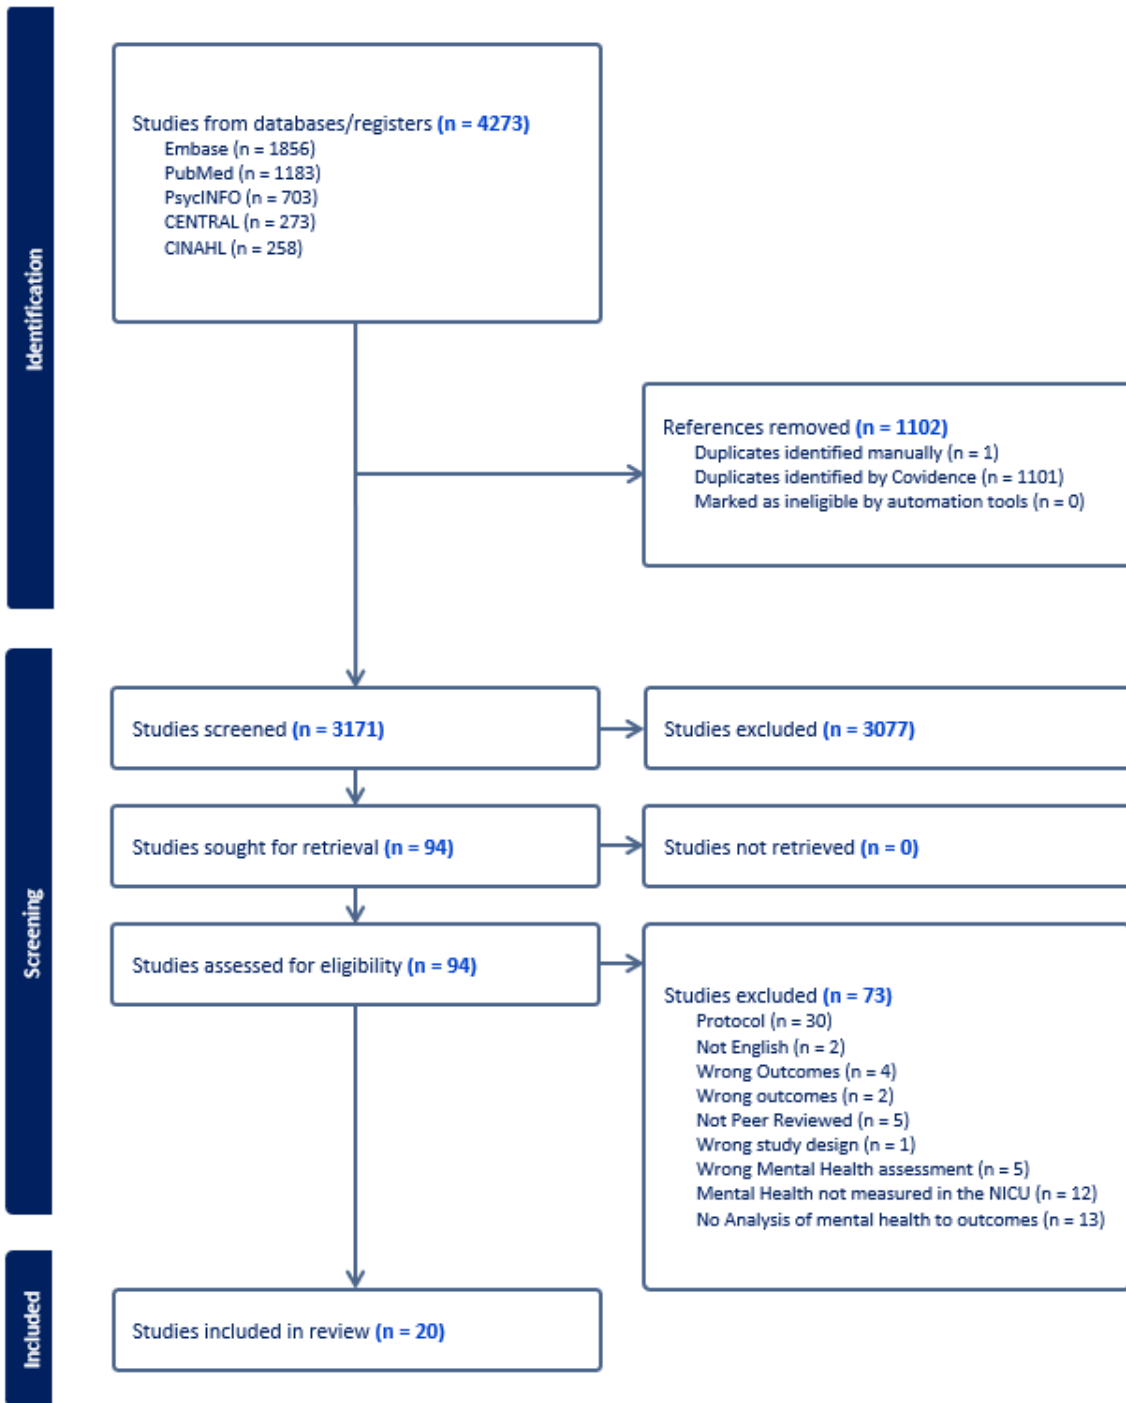 Identification
Studies from databases/registers (n = 4273)
Embase (n = 1856)
PubMed (n = 1183)
PsycINFO (n = 703)
CENTRAL (n = 273)
CINAHL (n = 258)
References removed (n = 1102)
Duplicates identified manually (n = 1)
Duplicates identified by Covidence (n = 1101)
Marked as ineligible by automation tools (n = 0)
Screening
Studies screened (n = 3171)
Studies excluded (n = 3077)
Studies sought for retrieval (n = 94)
Studies not retrieved (n = 0)
Studies assessed for eligibility (n = 94)
Studies excluded (n = 73)
Protocol (n = 30)
Not English (n = 2)
Wrong Outcomes (n = 4)
Wrong outcomes (n = 2)
Not Peer Reviewed (n = 5)
Wrong study design (n = 1)
Wrong Mental Health assessment (n = 5)
Mental Health not measured in the NICU (n = 12)
No Analysis of mental health to outcomes (n = 13)
Included
Studies included in review (n = 20)